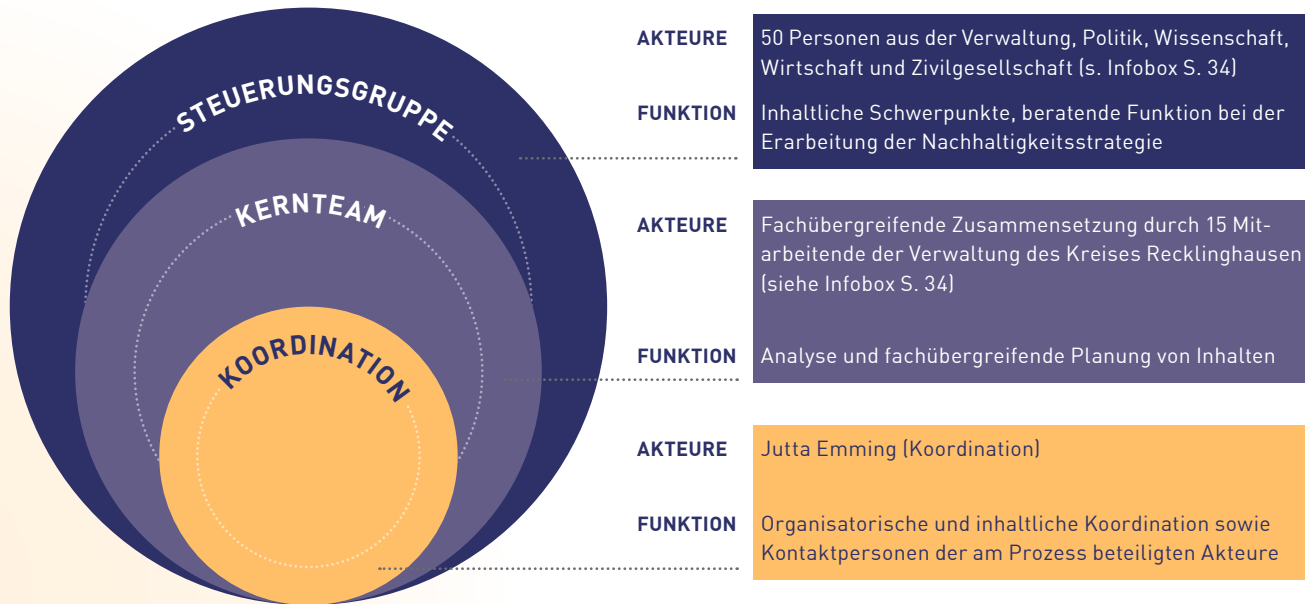 STEUERUNGSGRUPPE
KERNTEAM
KOORDINATION
AKTEURE
50 Personen aus der Verwaltung, Politik, Wissenschaft,
Wirtschaft und Zivilgesellschaft (s. Infobox S. 34)
FUNKTION
Inhaltliche Schwerpunkte, beratende Funktion bei der
Erarbeitung der Nachhaltigkeitsstrategie
AKTEURE
Fachübergreifende Zusammensetzung durch 15 Mit-
arbeitende der Verwaltung des Kreises Recklinghausen
(siehe Infobox S. 34)
FUNKTION
Analyse und fachübergreifende Planung von Inhalten
AKTEURE
Jutta Emming (Koordination)
FUNKTION
Organisatorische und inhaltliche Koordination sowie
Kontaktpersonen der am Prozess beteiligten Akteure